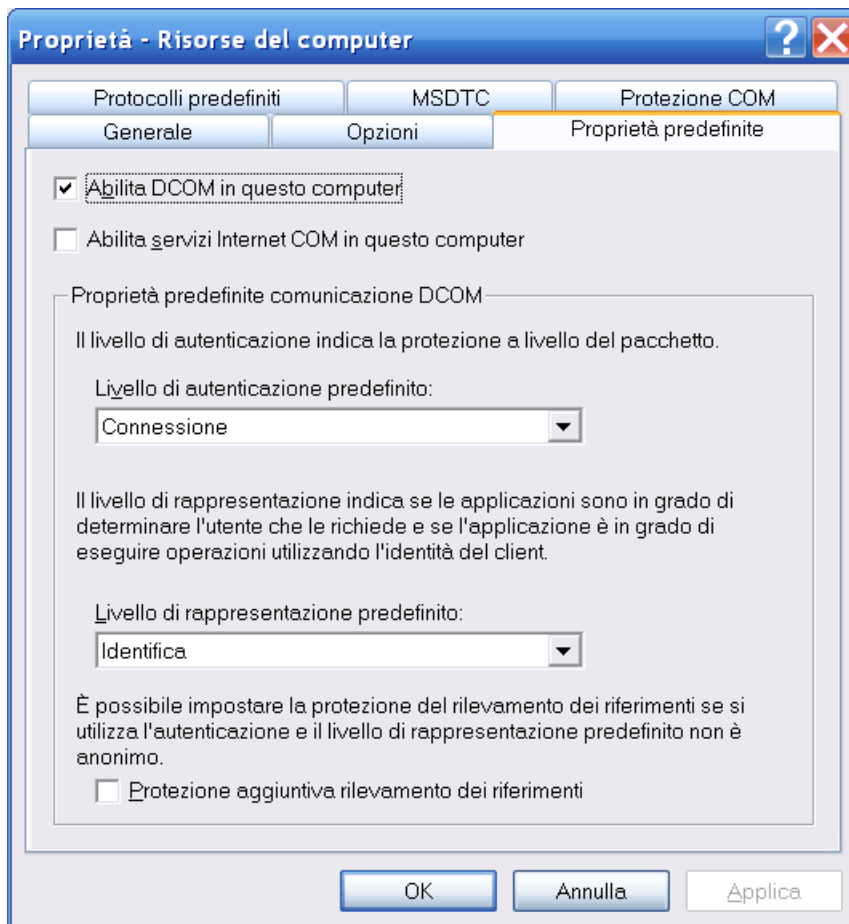 Proprietà - Risorse del computer
Protocolli predefiniti MSDTC Protezione COM
Generale Opzioni Proprietà predefinite
Abilita DCOM in questo computer
Abilita servizi Internet COM in questo computer
Proprietà predefinite comunicazione DCOM
Il livello di autenticazione indica la protezione a livello del pacchetto.
Livello di autenticazione predefinito:
Connessione
Il livello di rappresentazione indica se le applicazioni sono in grado di
determinare l'utente che le richiede e se l'applicazione è in grado di
eseguire operazioni utilizzando l'identità del client.
Livello di rappresentazione predefinito:
Identifica
È possibile impostare la protezione del rilevamento dei riferimenti se si
utilizza l'autenticazione e il livello di rappresentazione predefinito non è
anonimo.
Protezione aggiuntiva rilevamento dei riferimenti
OK Annulla Applica